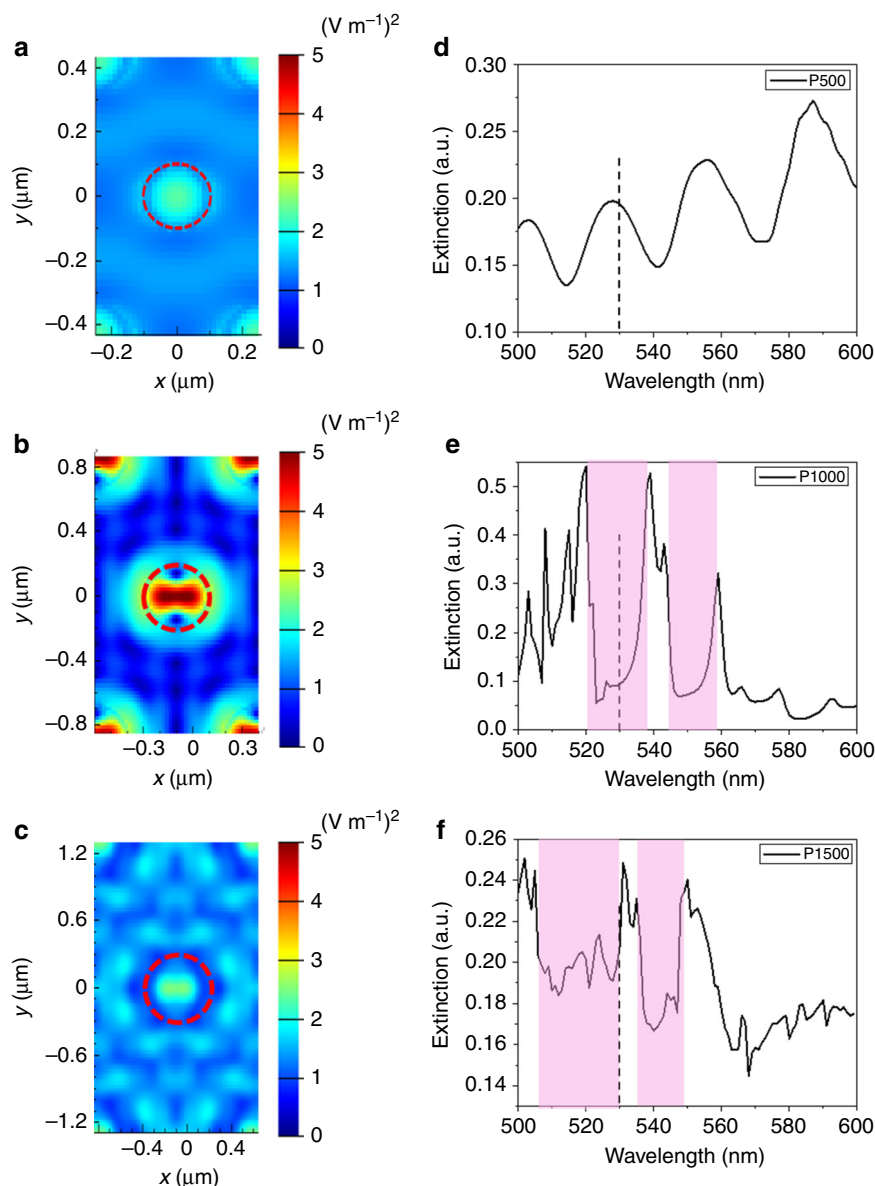 a
(V m⁻¹)²
0.4
0.2
0
−0.2
−0.4
y (μm)
−0.2 0 0.2
x (μm)
5
4
3
2
1
0
d
P500
0.30
0.25
0.20
0.15
0.10
Extinction (a.u.)
500 520 540 560 580 600
Wavelength (nm)
b
(V m⁻¹)²
0.8
0.4
0
−0.4
−0.8
y (μm)
−0.3 0 0.3
x (μm)
5
4
3
2
1
0
e
P1000
0.5
0.4
0.3
0.2
0.1
0.0
Extinction (a.u.)
500 520 540 560 580 600
Wavelength (nm)
c
(V m⁻¹)²
1.2
0.6
0
−0.6
−1.2
y (μm)
−0.4 0 0.4
x (μm)
5
4
3
2
1
0
f
P1500
0.26
0.24
0.22
0.20
0.18
0.16
0.14
Extinction (a.u.)
500 520 540 560 580 600
Wavelength (nm)